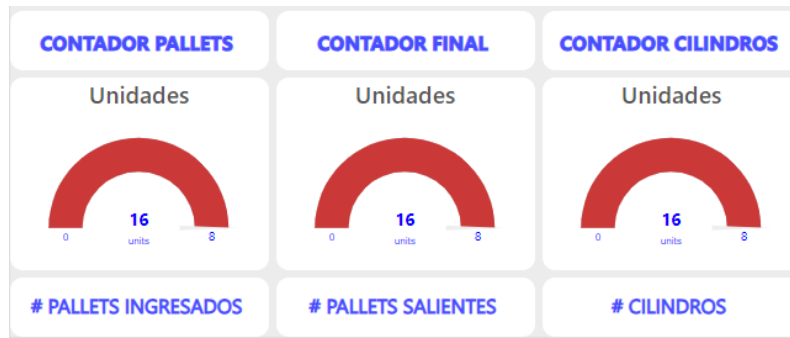 CONTADOR PALLETS
CONTADOR FINAL
CONTADOR CILINDROS
Unidades
16
units
0
8
Unidades
16
units
0
8
Unidades
16
units
0
8
# PALLETS INGRESADOS
# PALLETS SALIENTES
# CILINDROS